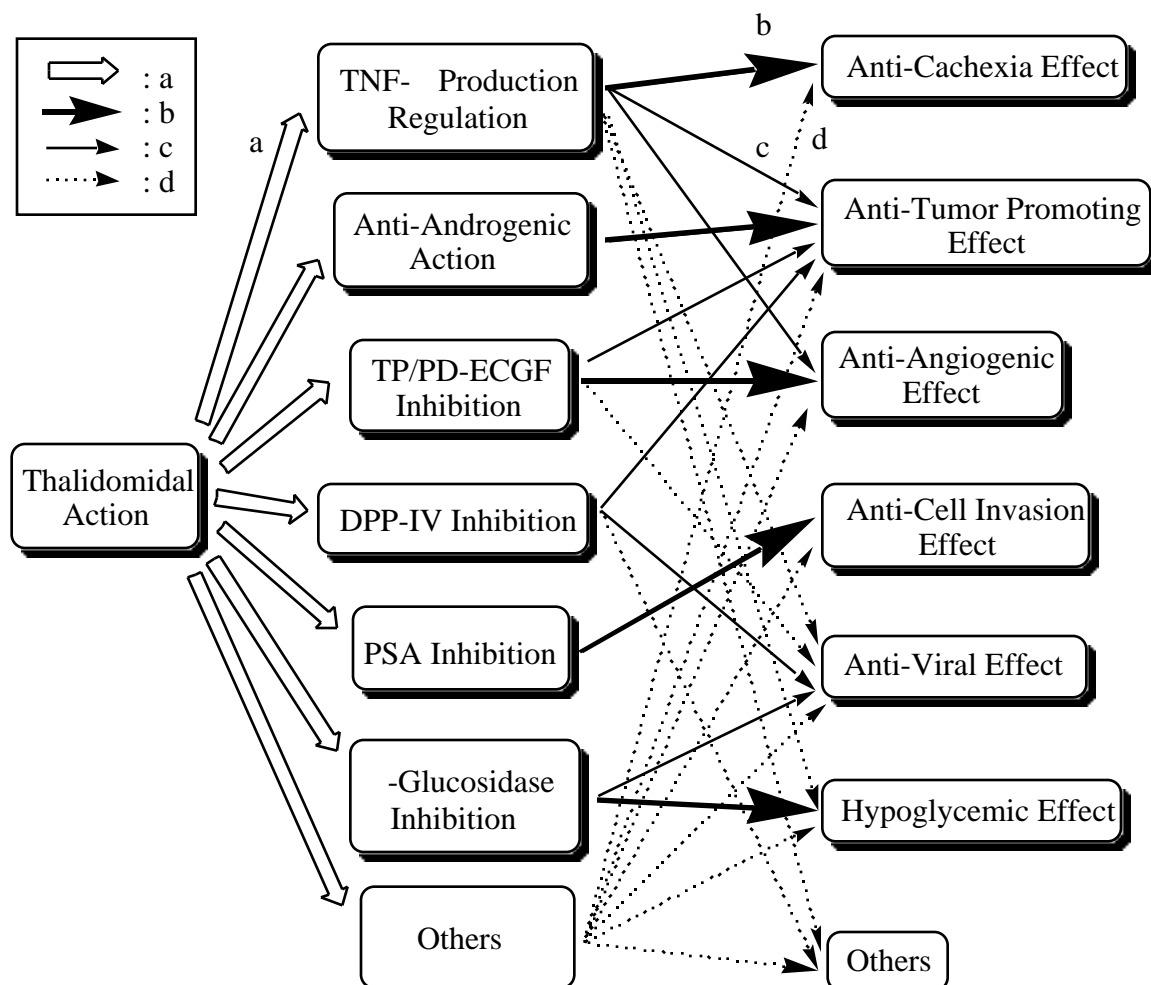 : a
: b
: c
: d
a
b
c
d
Thalidomidal
Action
TNF- Production
Regulation
Anti-Androgenic
Action
TP/PD-ECGF
Inhibition
DPP-IV Inhibition
PSA Inhibition
-Glucosidase
Inhibition
Others
Anti-Cachexia Effect
Anti-Tumor Promoting
Effect
Anti-Angiogenic
Effect
Anti-Cell Invasion
Effect
Anti-Viral Effect
Hypoglycemic Effect
Others